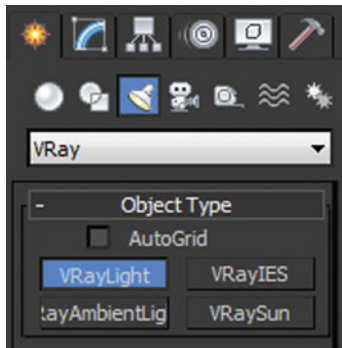 VRay
- Object Type
AutoGrid
VRayLight VRayIES
ayAmbientLig VRaySun